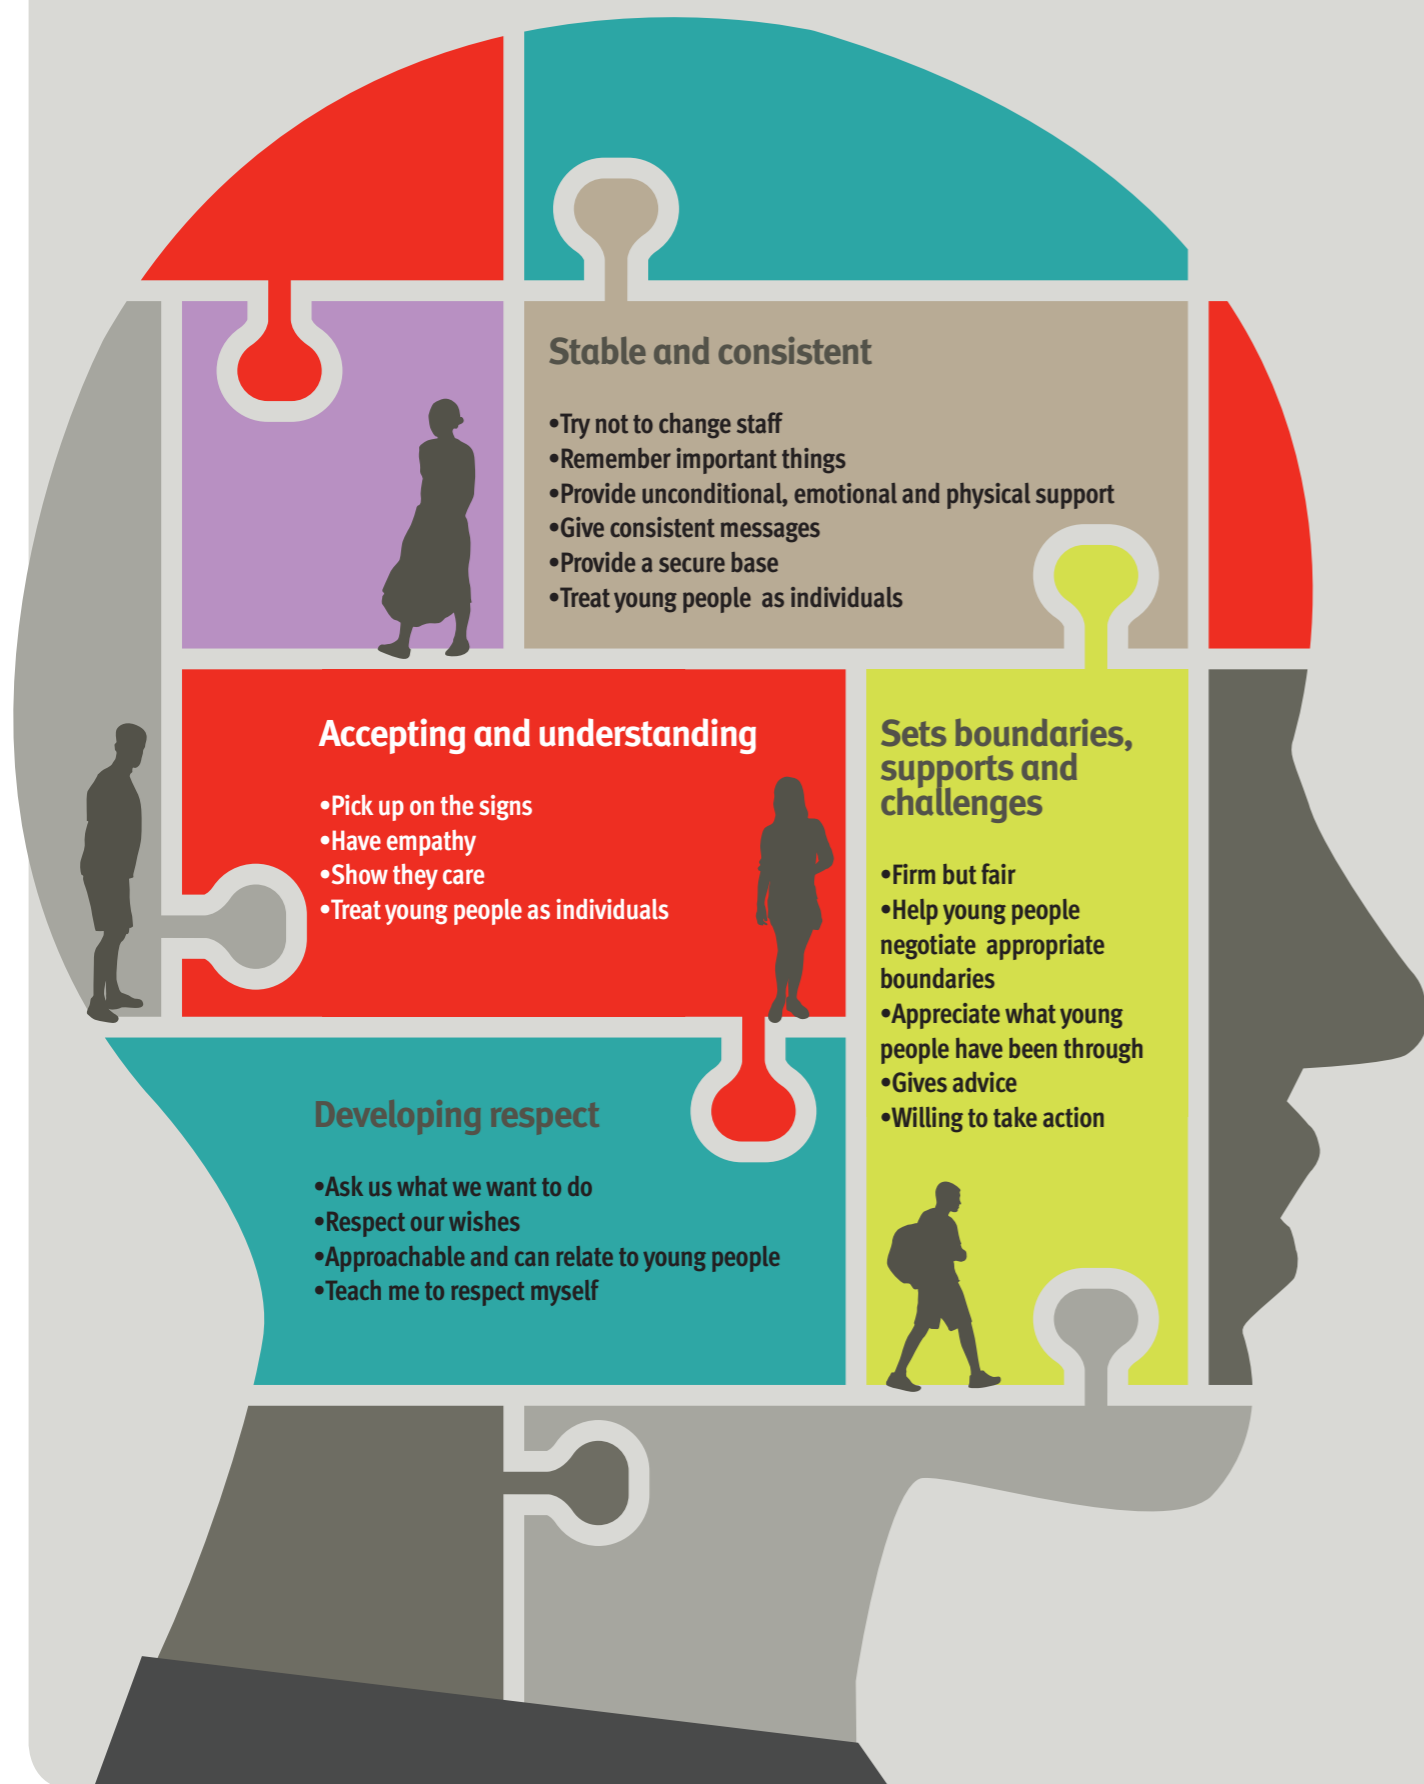 Stable and consistent
•Try not to change staff
•Remember important things
•Provide unconditional, emotional and physical support
•Give consistent messages
•Provide a secure base
•Treat young people  as individuals
Accepting and understanding
•Pick up on the signs
•Have empathy
•Show they care
•Treat young people as individuals
Sets boundaries,
supports and
challenges
•Firm but fair
•Help young people
negotiate  appropriate
boundaries
•Appreciate what young
people have been through
•Gives advice
•Willing to take action
Developing respect
•Ask us what we want to do
•Respect our wishes
•Approachable and can relate to young people
•Teach me to respect myself